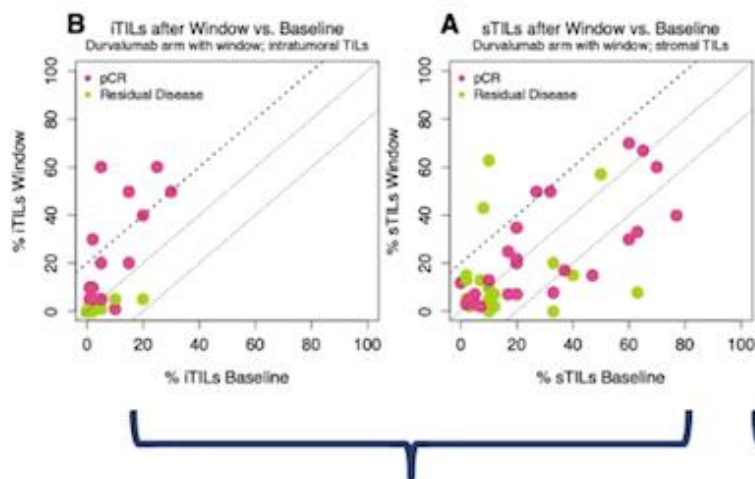 B
iTILs after Window vs. Baseline
Durvalumab arm with window; intratumoral TILs
pCR
Residual Disease
% iTILs Window
0 20 40 60 80 100
0 20 40 60 80 100
% iTILs Baseline
A
sTILs after Window vs. Baseline
Durvalumab arm with window; stromal TILs
pCR
Residual Disease
% sTILs Window
0 20 40 60 80 100
0 20 40 60 80 100
% sTILs Baseline